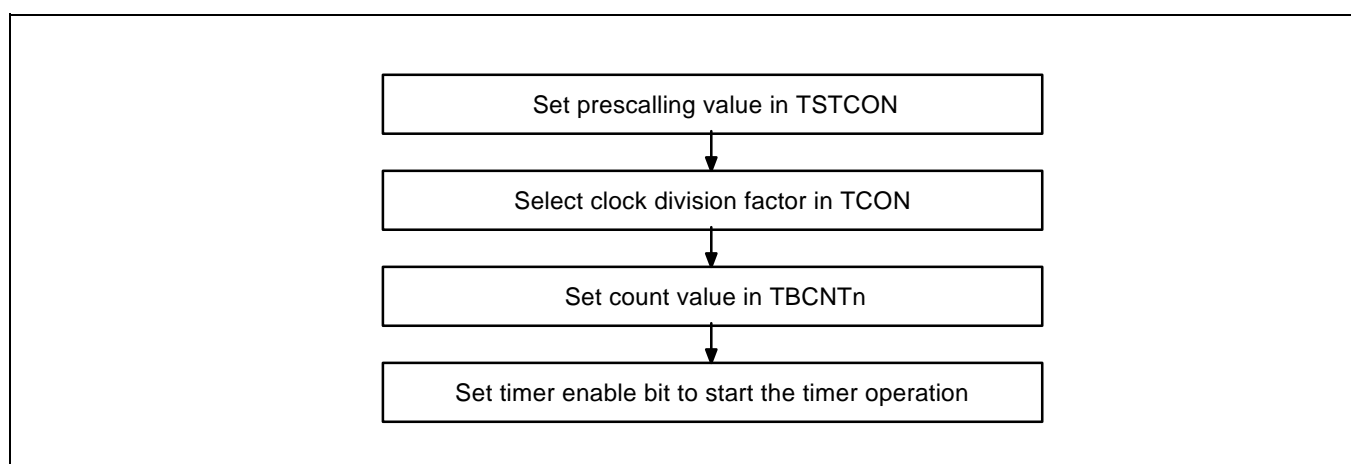 Set prescalling value in TSTCON
Select clock division factor in TCON
Set count value in TBCNTn
Set timer enable bit to start the timer operation